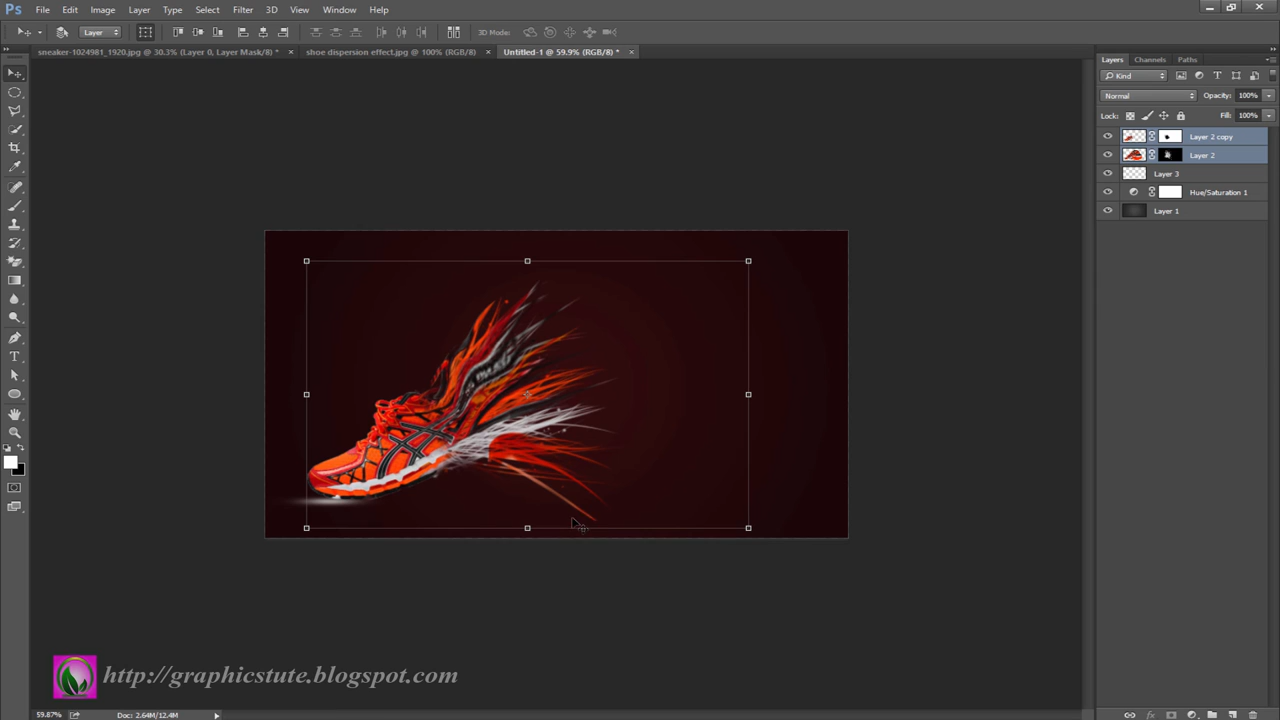 Ps File Edit Image Layer Type Select Filter 3D View Window Help
Layer 3D Mode:
sneaker-1024981_1920.jpg @ 30.3% (Layer 0, Layer Mask/8) * × shoe dispersion effect.jpg @ 100% (RGB/8) × Untitled-1 @ 59.9% (RGB/8) * ×
Layers Channels Paths
Kind
Normal Opacity: 100%
Lock: Fill: 100%
Layer 2 copy
Layer 2
Layer 3
Hue/Saturation 1
Layer 1
http://graphicstute.blogspot.com
59.87% Doc: 2.64M/12.4M